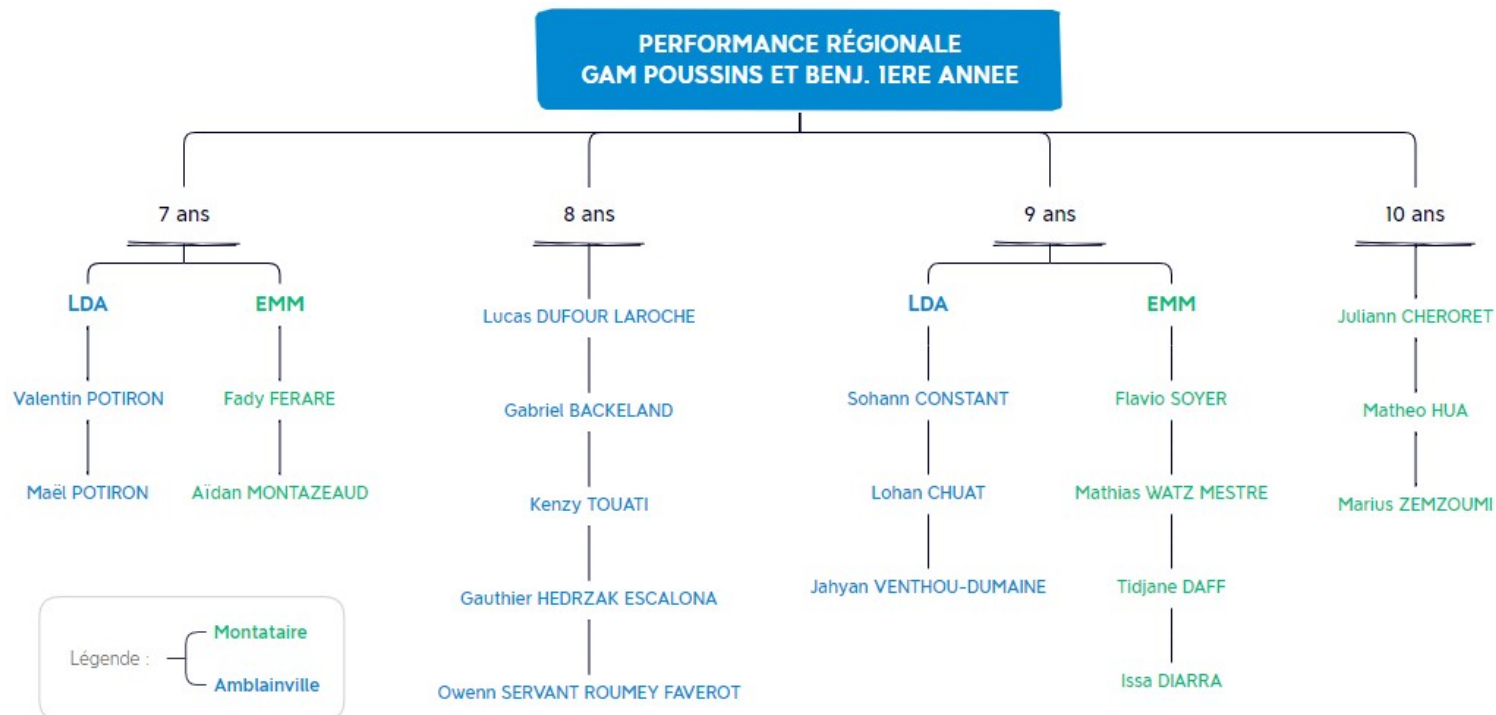 PERFORMANCE RÉGIONALE
GAM POUSSINS ET BENJ. 1ERE ANNEE
7 ans
LDA
Valentin POTIRON
Maël POTIRON
EMM
Fady FERARE
Aïdan MONTAZEAUD
8 ans
Lucas DUFOUR LAROCHE
Gabriel BACKELAND
Kenzy TOUATI
Gauthier HEDRZAK ESCALONA
Owenn SERVANT ROUMEY FAVEROT
9 ans
LDA
Sohann CONSTANT
Lohan CHUAT
Jahyan VENTHOU-DUMAINE
EMM
Flavio SOYER
Mathias WATZ MESTRE
Tidjane DAFF
Issa DIARRA
10 ans
Juliann CHERORET
Matheo HUA
Marius ZEMZOUMI
Légende :
Montataire
Amblainville